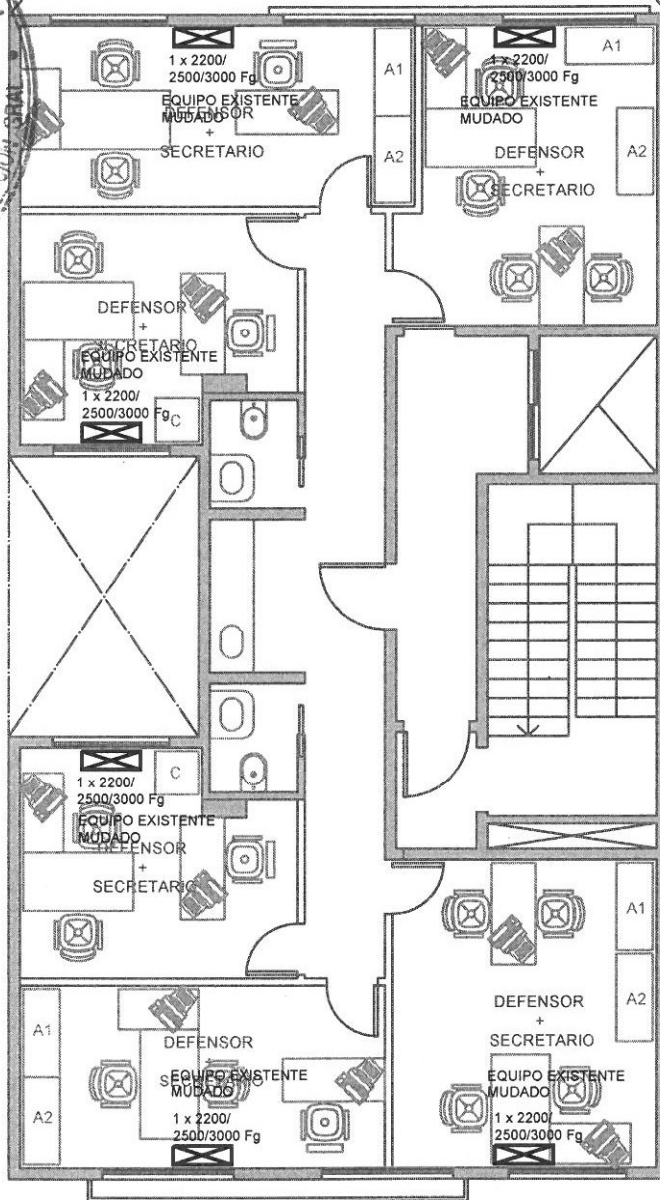 1 x 2200/
2500/3000 Fg
EQUIPO EXISTENTE
MUDADO
DEFENSOR
+
SECRETARIO
A1
A2
1 x 2200/
2500/3000 Fg
EQUIPO EXISTENTE
MUDADO
DEFENSOR
+
SECRETARIO
A1
A2
DEFENSOR
+
SECRETARIO
EQUIPO EXISTENTE
MUDADO
1 x 2200/
2500/3000 Fg
C
1 x 2200/
2500/3000 Fg
C
EQUIPO EXISTENTE
MUDADO
DEFENSOR
+
SECRETARIO
A1
A2
DEFENSOR
+
SECRETARIO
EQUIPO EXISTENTE
MUDADO
1 x 2200/
2500/3000 Fg
A1
A2
DEFENSOR
+
SECRETARIO
EQUIPO EXISTENTE
MUDADO
1 x 2200/
2500/3000 Fg